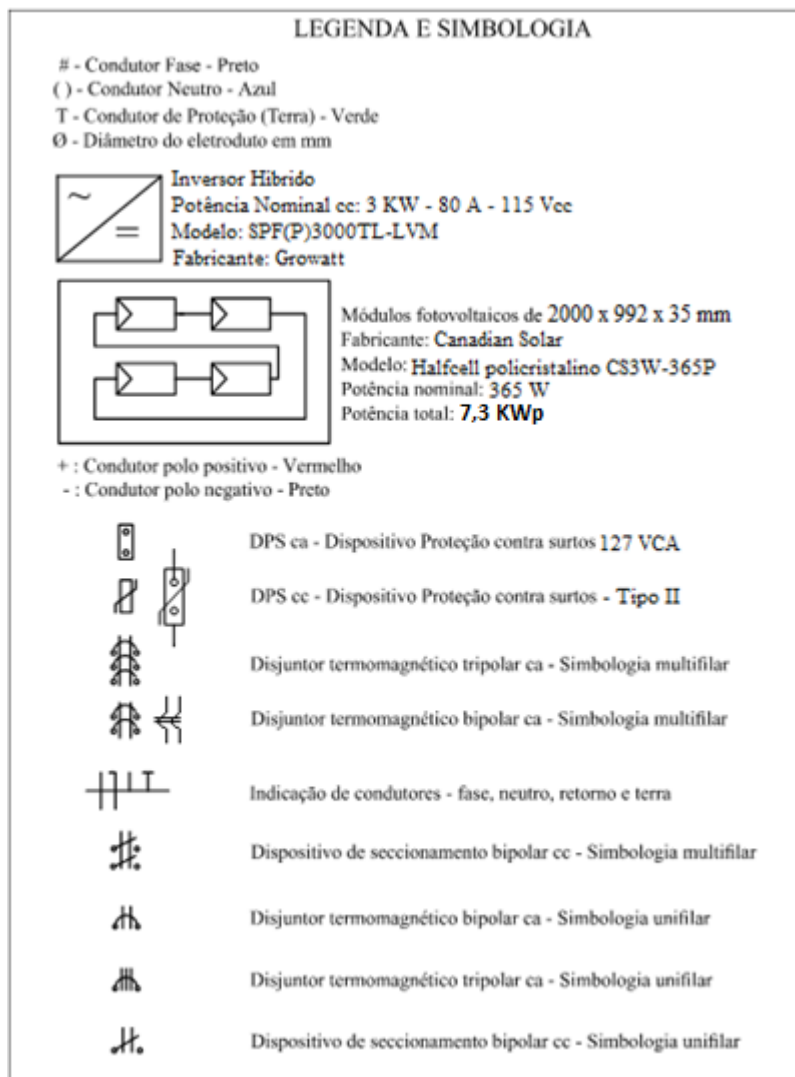 LEGENDA E SIMBOLOGIA
# - Condutor Fase - Preto
( ) - Condutor Neutro - Azul
T - Condutor de Proteção (Terra) - Verde
Ø - Diâmetro do eletroduto em mm
Inversor Hibrido
Potência Nominal cc: 3 KW - 80 A - 115 Vcc
Modelo: SPF(P)3000TL-LVM
Fabricante: Growatt
Módulos fotovoltaicos de 2000 x 992 x 35 mm
Fabricante: Canadian Solar
Modelo: Halfcell policristalino CS3W-365P
Potência nominal: 365 W
Potência total: 7,3 KWp
+ : Condutor polo positivo - Vermelho
- : Condutor polo negativo - Preto
DPS ca - Dispositivo Proteção contra surtos 127 VCA
DPS cc - Dispositivo Proteção contra surtos - Tipo II
Disjuntor termomagnético tripolar ca - Simbologia multifilar
Disjuntor termomagnético bipolar ca - Simbologia multifilar
Indicação de condutores - fase, neutro, retorno e terra
Dispositivo de seccionamento bipolar cc - Simbologia multifilar
Disjuntor termomagnético bipolar ca - Simbologia unifilar
Disjuntor termomagnético tripolar ca - Simbologia unifilar
Dispositivo de seccionamento bipolar cc - Simbologia unifilar